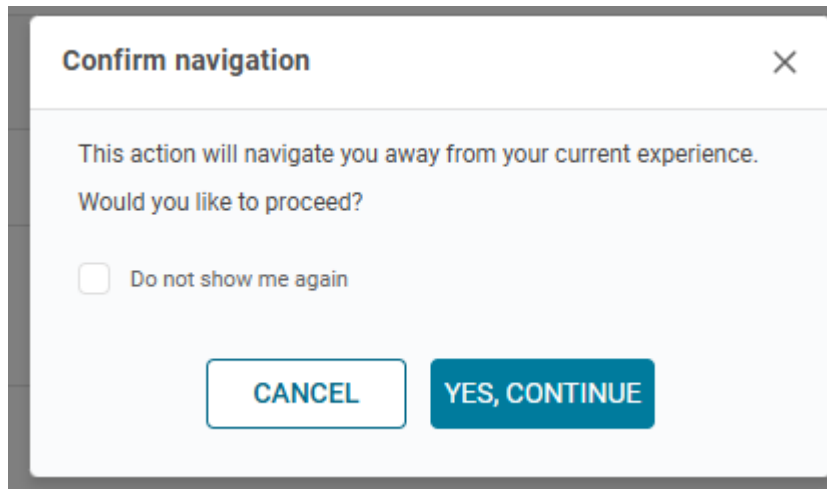 Confirm navigation
This action will navigate you away from your current experience.
Would you like to proceed?
Do not show me again
CANCEL
YES, CONTINUE